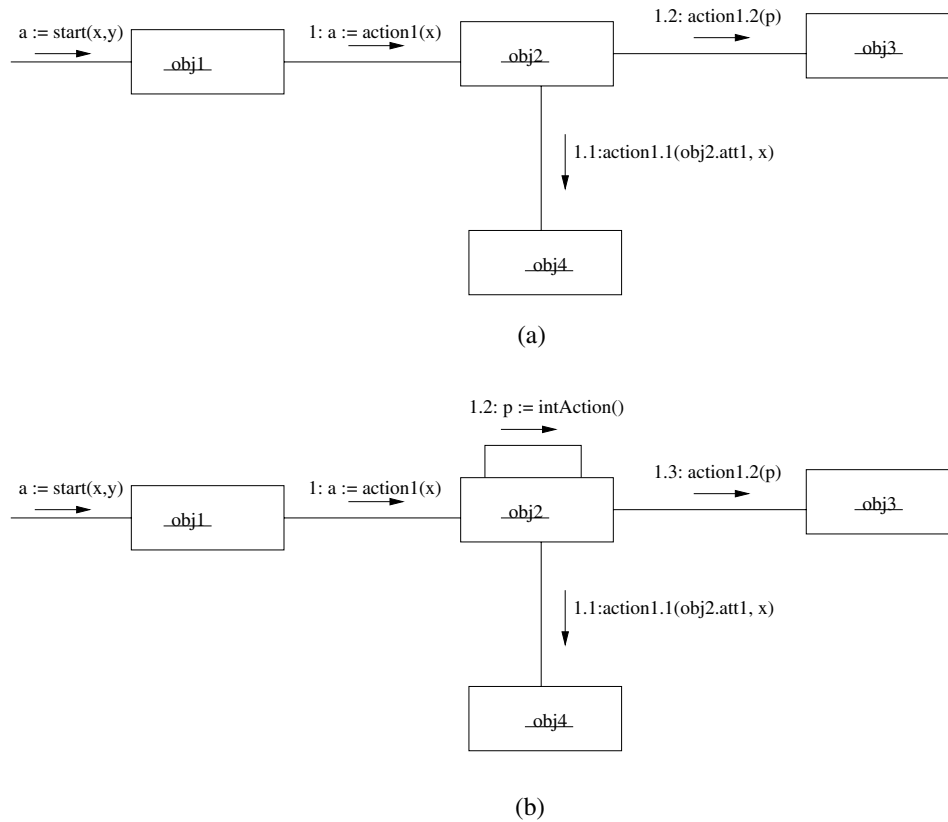 a := start(x,y)
1: a := action1(x)
1.2: action1.2(p)
obj1
obj2
obj3
1.1:action1.1(obj2.att1, x)
obj4
(a)
1.2: p := intAction()
a := start(x,y)
1: a := action1(x)
1.3: action1.2(p)
obj1
obj2
obj3
1.1:action1.1(obj2.att1, x)
obj4
(b)